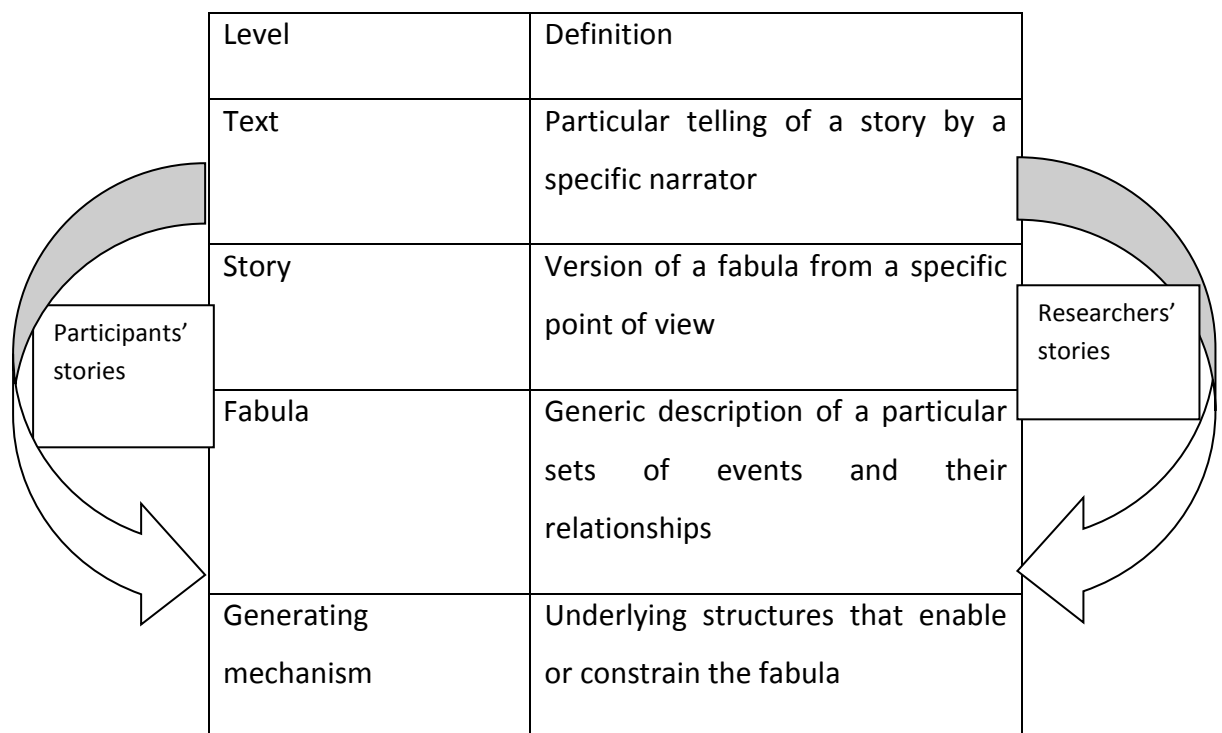 Level
Definition
Text
Particular telling of a story by a
specific narrator
Story
Version of a fabula from a specific
point of view
Participants’
stories
Researchers’
stories
Fabula
Generic description of a particular
sets of events and their
relationships
Generating
mechanism
Underlying structures that enable
or constrain the fabula